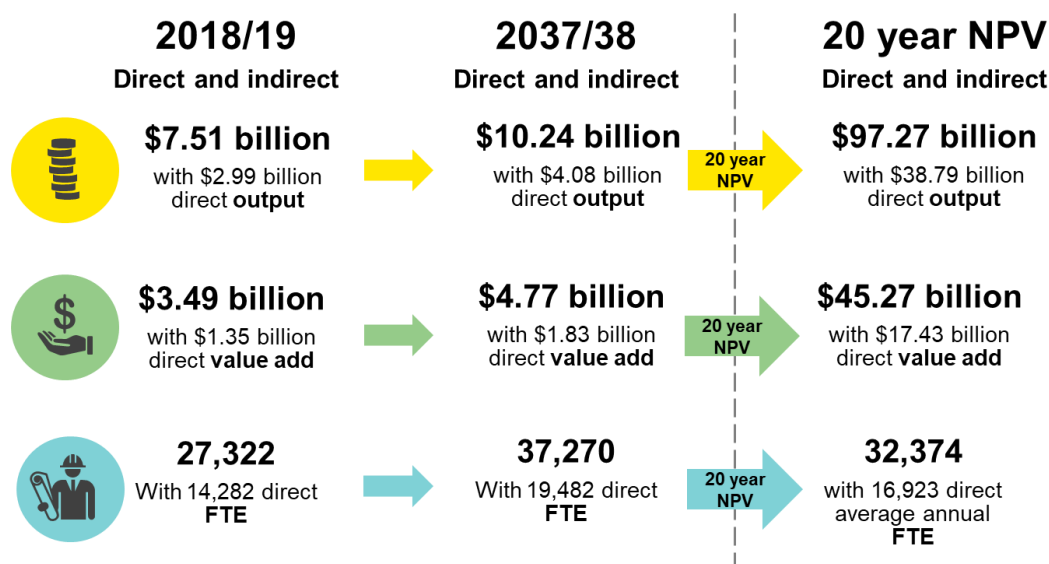 2018/19
Direct and indirect
2037/38
Direct and indirect
20 year NPV
Direct and indirect
$7.51 billion
with $2.99 billion
direct output
$10.24 billion
with $4.08 billion
direct output
20 year
NPV
$97.27 billion
with $38.79 billion
direct output
$
$3.49 billion
with $1.35 billion
direct value add
$4.77 billion
with $1.83 billion
direct value add
20 year
NPV
$45.27 billion
with $17.43 billion
direct value add
27,322
With 14,282 direct
FTE
37,270
With 19,482 direct
FTE
20 year
NPV
32,374
with 16,923 direct
average annual
FTE